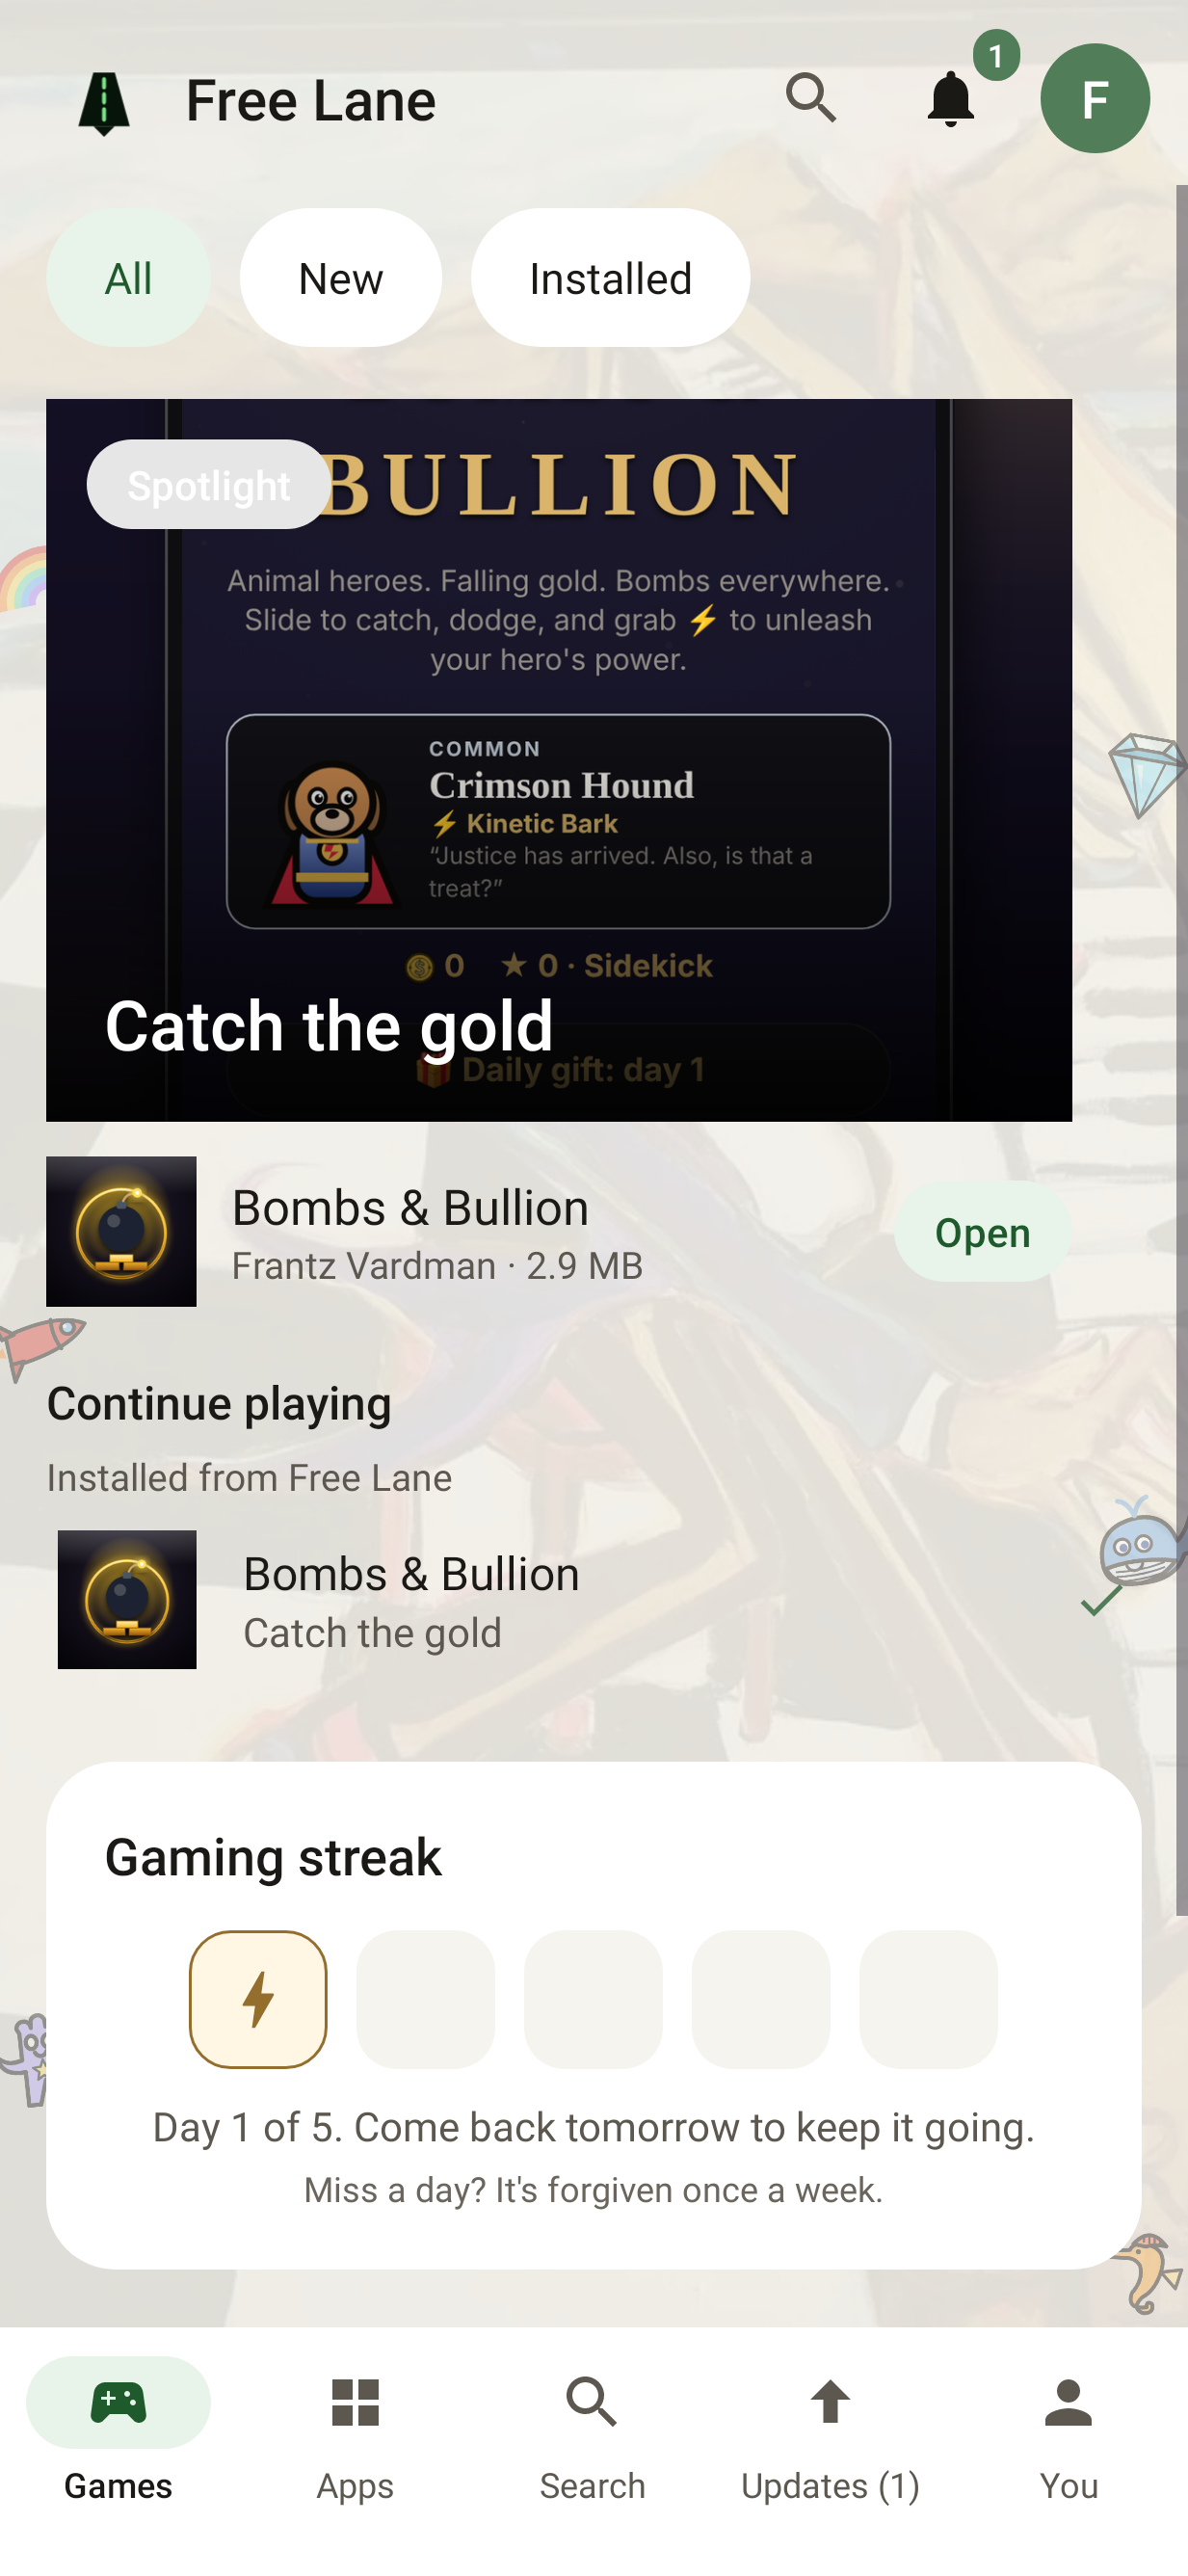 Free Lane
1
F
All
New
Installed
Spotlight
BULLION
Animal heroes. Falling gold. Bombs everywhere.
Slide to catch, dodge, and grab ⚡ to unleash
your hero's power.
COMMON
Crimson Hound
⚡ Kinetic Bark
“Justice has arrived. Also, is that a
treat?”
0 ★ 0 · Sidekick
Catch the gold
🎁 Daily gift: day 1
Bombs & Bullion
Frantz Vardman · 2.9 MB
Open
Continue playing
Installed from Free Lane
Bombs & Bullion
Catch the gold
Gaming streak
Day 1 of 5. Come back tomorrow to keep it going.
Miss a day? It's forgiven once a week.
Games
Apps
Search
Updates (1)
You